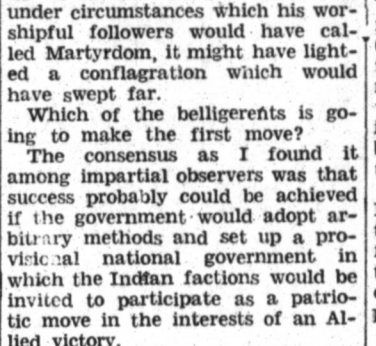 under circumstances which his wor-
shipful followers would have cal-
led Martyrdom, it might have light-
ed a conflagration which would
have swept far.
Which of the belligerents is go-
ing to make the first move?
The consensus as I found it
among impartial observers was that
success probably could be achieved
if the government would adopt ar-
bitrary methods and set up a pro-
visional national government in
which the Indian factions would be
invited to participate as a patrio-
tic move in the interests of an Al-
lied victory.